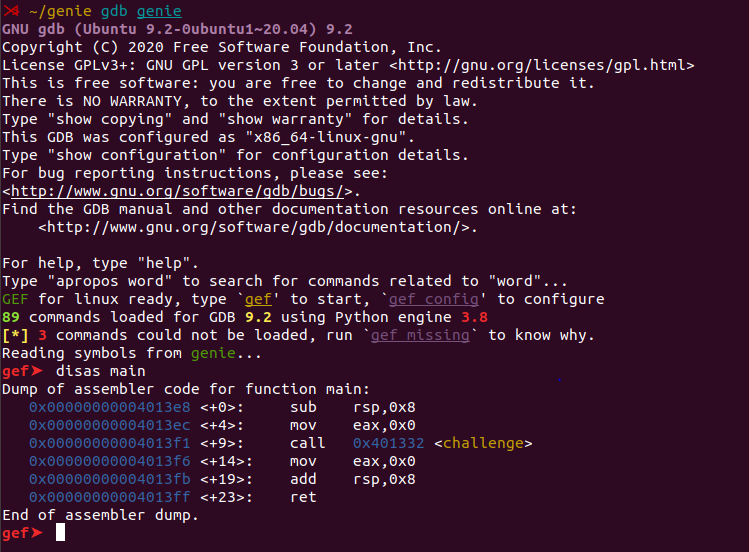 ~/genie gdb genie
GNU gdb (Ubuntu 9.2-0ubuntu1~20.04) 9.2
Copyright (C) 2020 Free Software Foundation, Inc.
License GPLv3+: GNU GPL version 3 or later <http://gnu.org/licenses/gpl.html>
This is free software: you are free to change and redistribute it.
There is NO WARRANTY, to the extent permitted by law.
Type "show copying" and "show warranty" for details.
This GDB was configured as "x86_64-linux-gnu".
Type "show configuration" for configuration details.
For bug reporting instructions, please see:
<http://www.gnu.org/software/gdb/bugs/>.
Find the GDB manual and other documentation resources online at:
    <http://www.gnu.org/software/gdb/documentation/>.

For help, type "help".
Type "apropos word" to search for commands related to "word"...
GEF for linux ready, type `gef' to start, `gef config' to configure
89 commands loaded for GDB 9.2 using Python engine 3.8
[*] 3 commands could not be loaded, run `gef missing` to know why.
Reading symbols from genie...
gef➤  disas main
Dump of assembler code for function main:
   0x00000000004013e8 <+0>:     sub    rsp,0x8
   0x00000000004013ec <+4>:     mov    eax,0x0
   0x00000000004013f1 <+9>:     call   0x401332 <challenge>
   0x00000000004013f6 <+14>:    mov    eax,0x0
   0x00000000004013fb <+19>:    add    rsp,0x8
   0x00000000004013ff <+23>:    ret
End of assembler dump.
gef➤